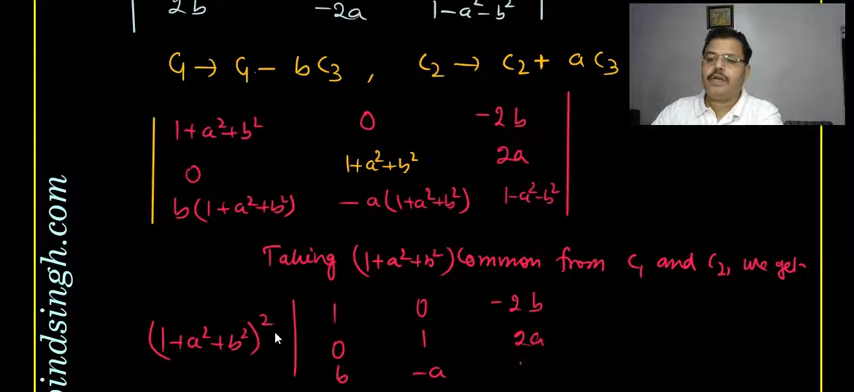 2b -2a 1-a²-b²
C₁ → C₁ - bC₃ , C₂ → C₂ + aC₃
1+a²+b² 0 -2b
0 1+a²+b² 2a
b(1+a²+b²) -a(1+a²+b²) 1-a²-b²
Taking (1+a²+b²) Common from C₁ and C₂, we get-
(1+a²+b²)² | 1 0 -2b
0 1 2a
b -a
indsingh.com